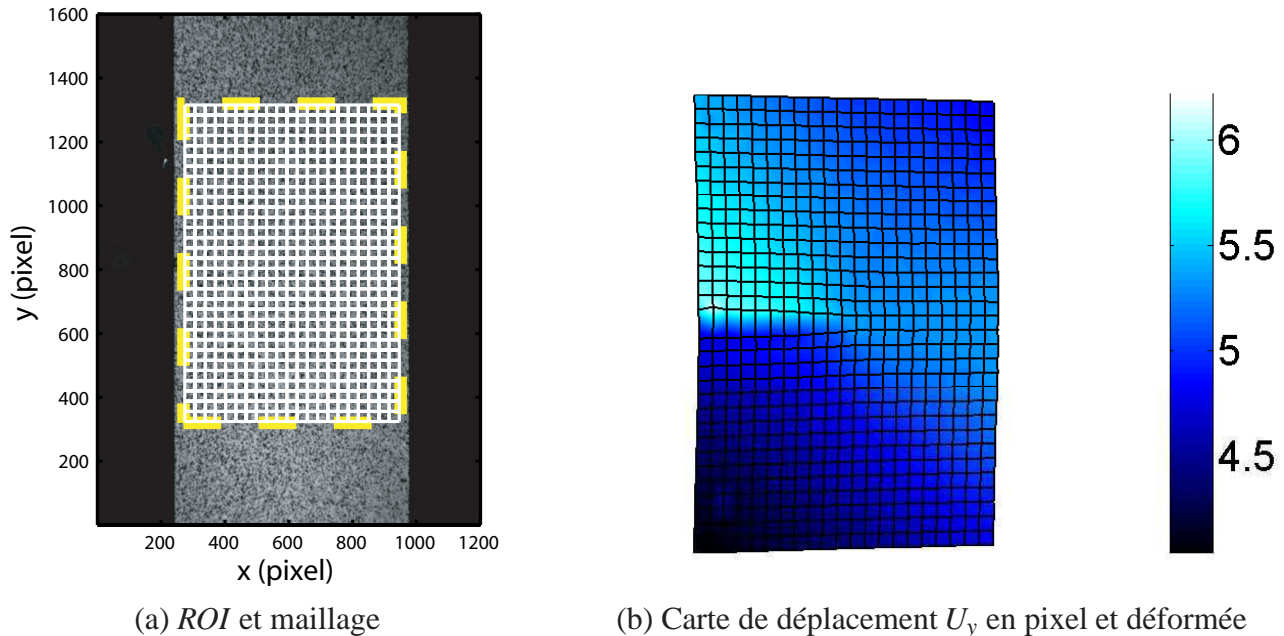 1600
1400
1200
1000
800
600
400
200
y (pixel)
200 400 600 800 1000 1200
x (pixel)
6
5.5
5
4.5
(a) ROI et maillage
(b) Carte de déplacement Uy en pixel et déformée